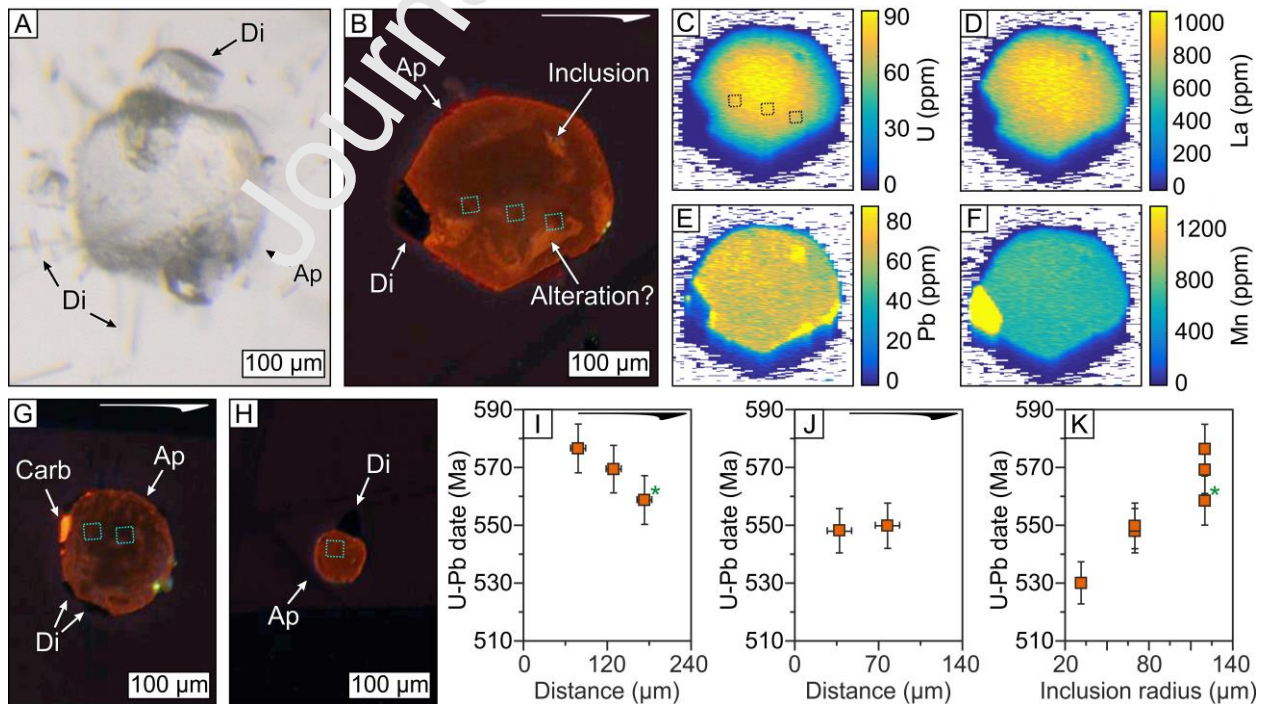 A
Di
Ap
Di
100 µm
Journa
B
Ap
Inclusion
Di
Alteration?
100 µm
C
90
60
30
0
U (ppm)
D
1000
800
600
400
200
0
La (ppm)
E
80
60
40
20
0
Pb (ppm)
F
1200
800
400
0
Mn (ppm)
G
Carb
Ap
Di
100 µm
H
Di
Ap
100 µm
I
590
570
550
530
510
U-Pb date (Ma)
*
0 120 240
Distance (µm)
J
590
570
550
530
510
U-Pb date (Ma)
0 70 140
Distance (µm)
K
590
570
550
530
510
U-Pb date (Ma)
*
20 80 140
Inclusion radius (µm)